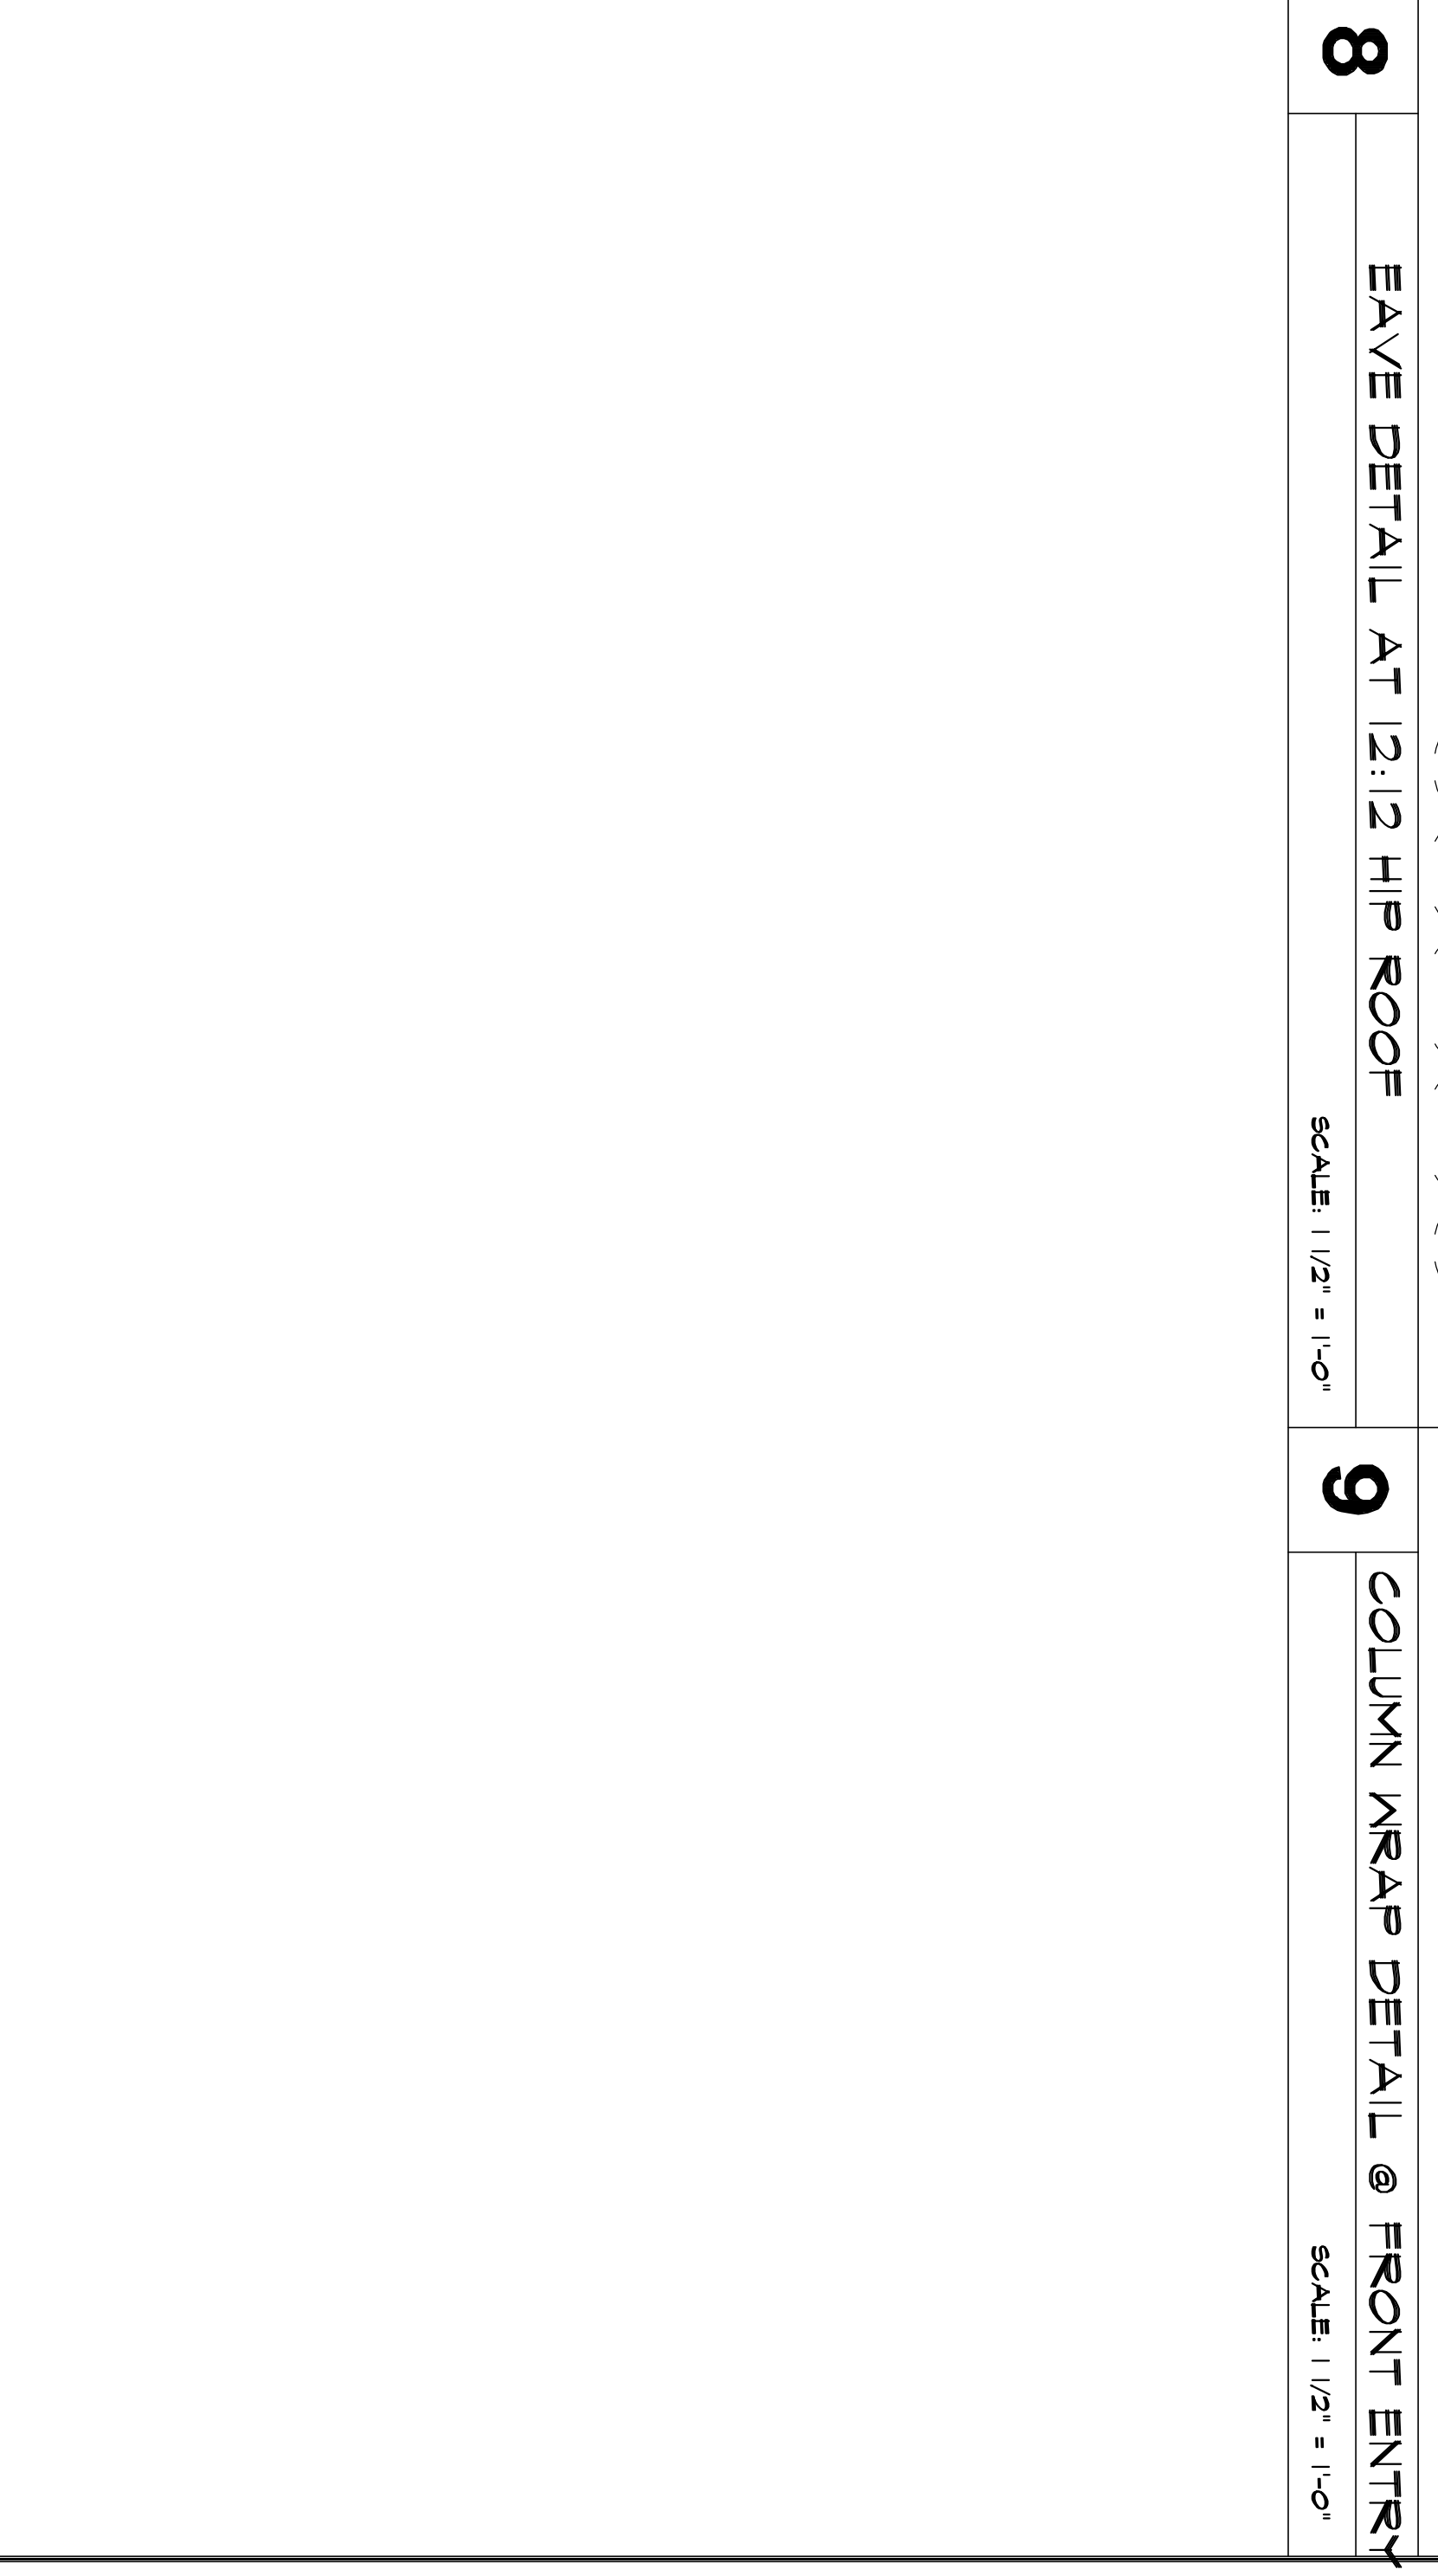 8
EAVE DETAIL AT 12:12 HIP ROOF
SCALE: 1 1/2" = 1'-0"
9
COLUMN WRAP DETAIL @ FRONT ENTRY
SCALE: 1 1/2" = 1'-0"